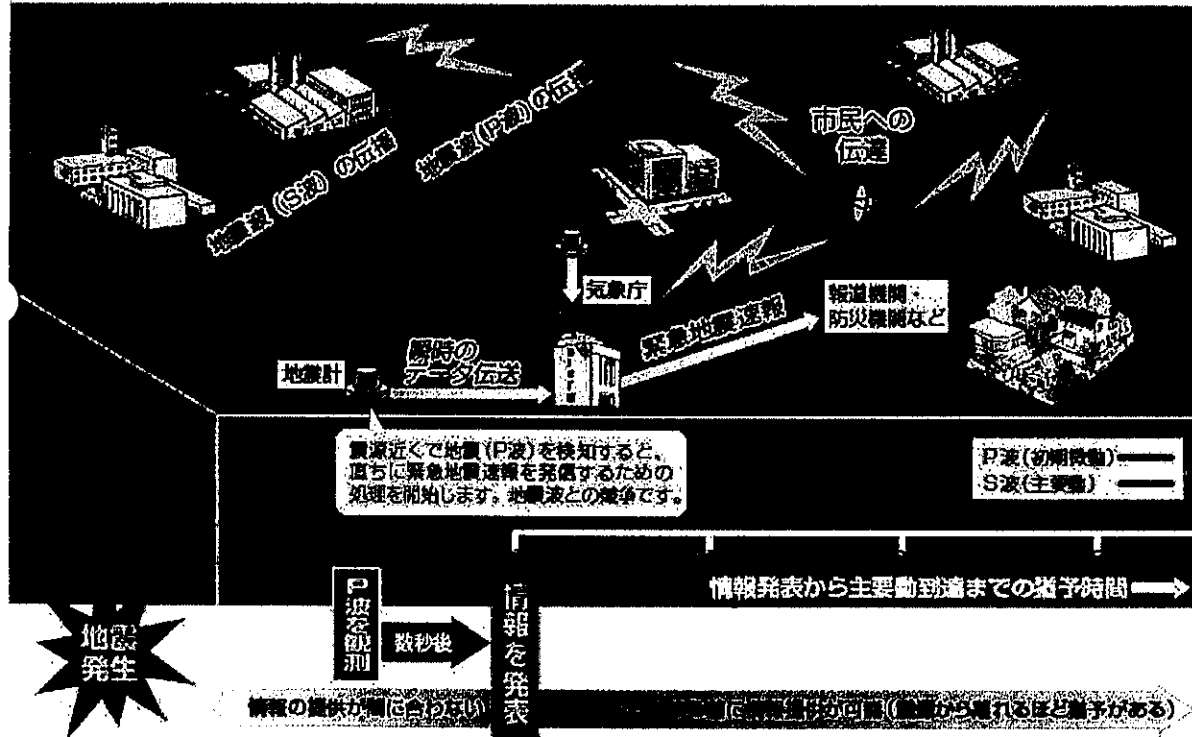 地震波(S波)の伝播
地震波(P波)の伝播
市民への
伝達
気象庁
緊急地震速報
報道機関・
防災機関など
地震計
瞬時の
データ伝送
震源近くで地震(P波)を検知すると、
直ちに緊急地震速報を発信するための
処理を開始します。地震波との競争です。
P波(初期微動)
S波(主要動)
情報発表から主要動到達までの猶予時間
地震
発生
P波を観測
数秒後
情報を発表
情報の提供が間に合わない
に情報提供が可能(震源から離れるほど猶予がある)